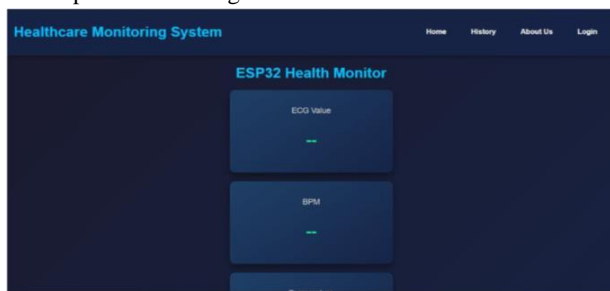 Healthcare Monitoring System
Home History About Us Login
ESP32 Health Monitor
ECG Value
--
BPM
--